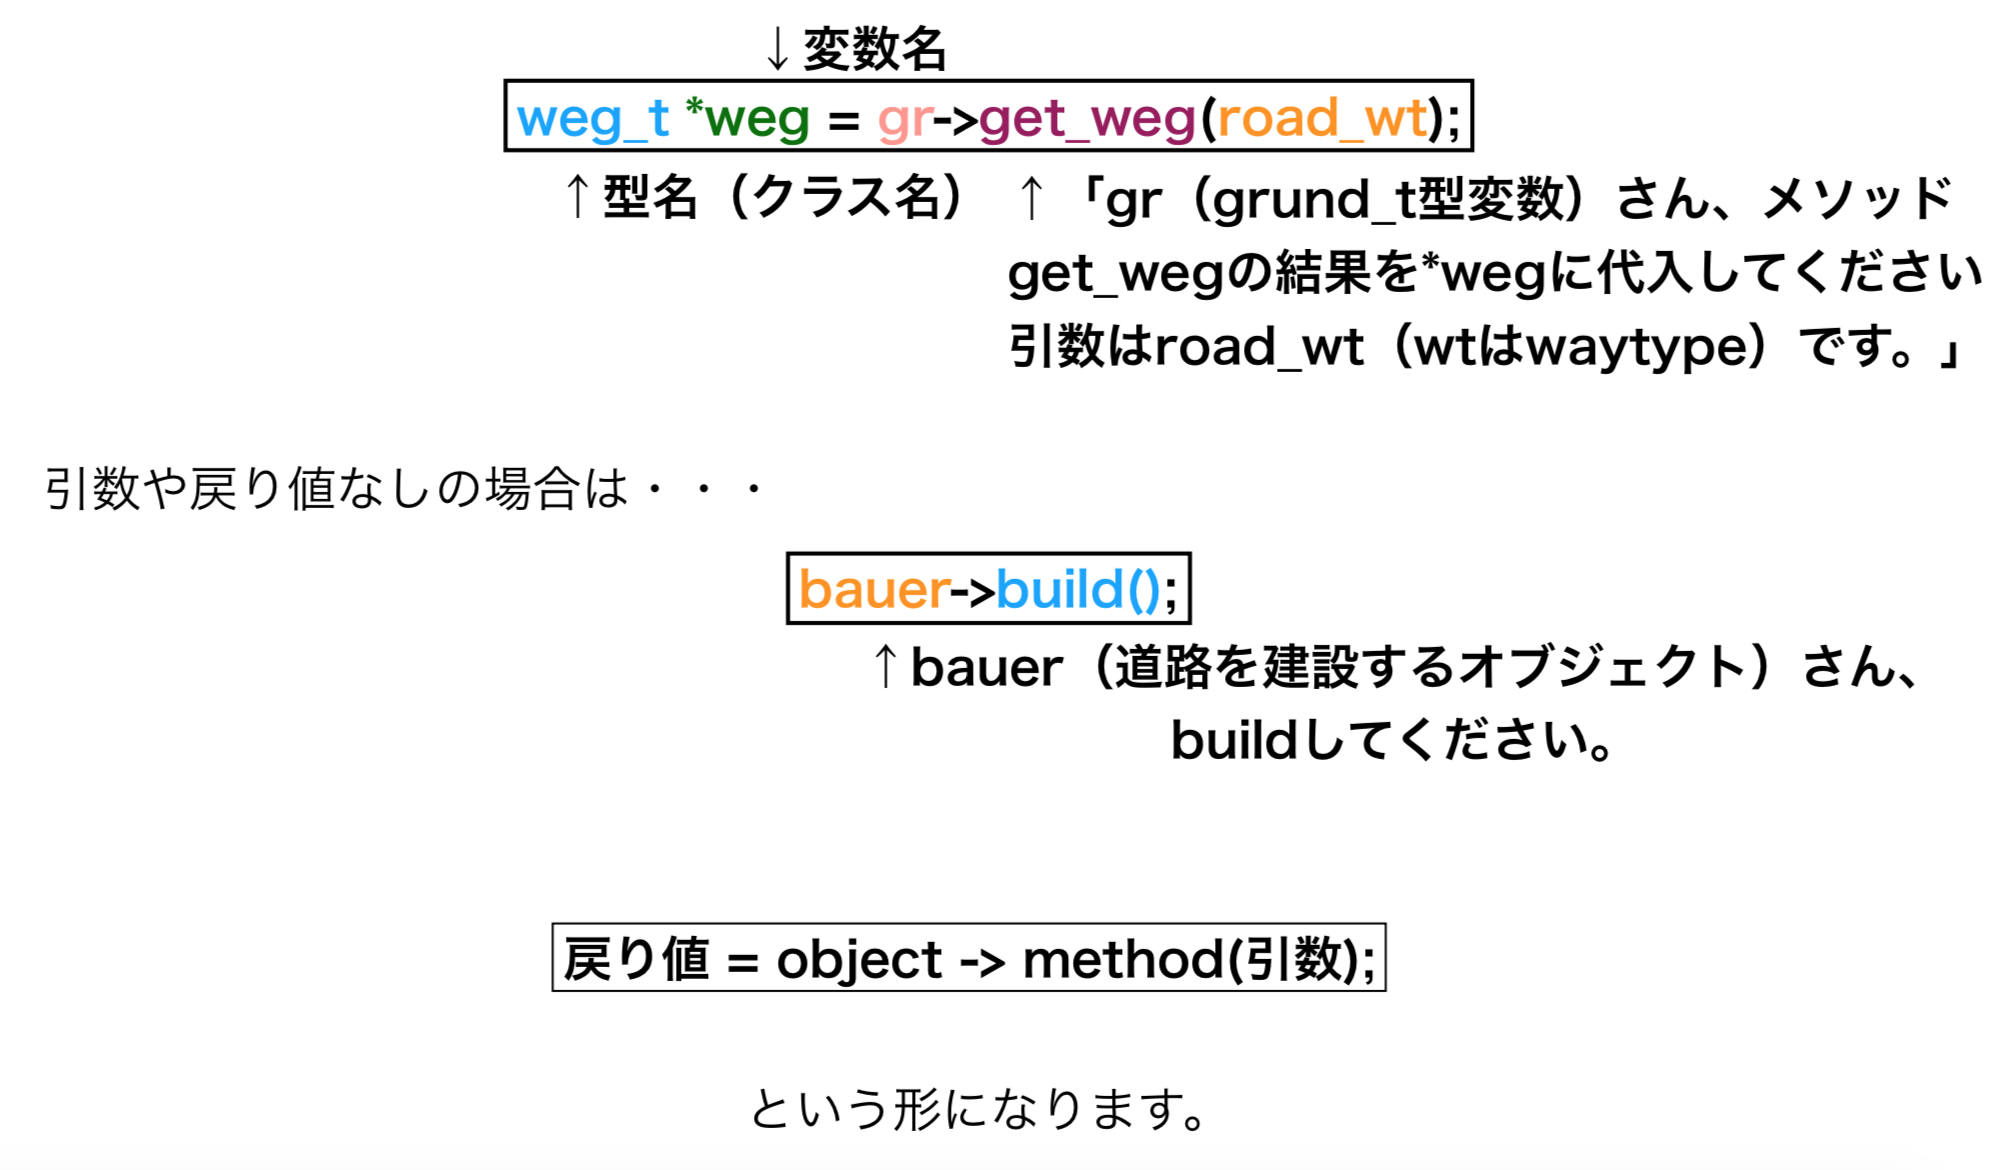 ↓変数名
weg_t *weg = gr->get_weg(road_wt);
↑型名（クラス名）　↑「gr（grund_t型変数）さん、メソッド
get_wegの結果を*wegに代入してください
引数はroad_wt（wtはwaytype）です。」
引数や戻り値なしの場合は・・・
bauer->build();
↑bauer（道路を建設するオブジェクト）さん、
buildしてください。
戻り値 = object -> method(引数);
という形になります。